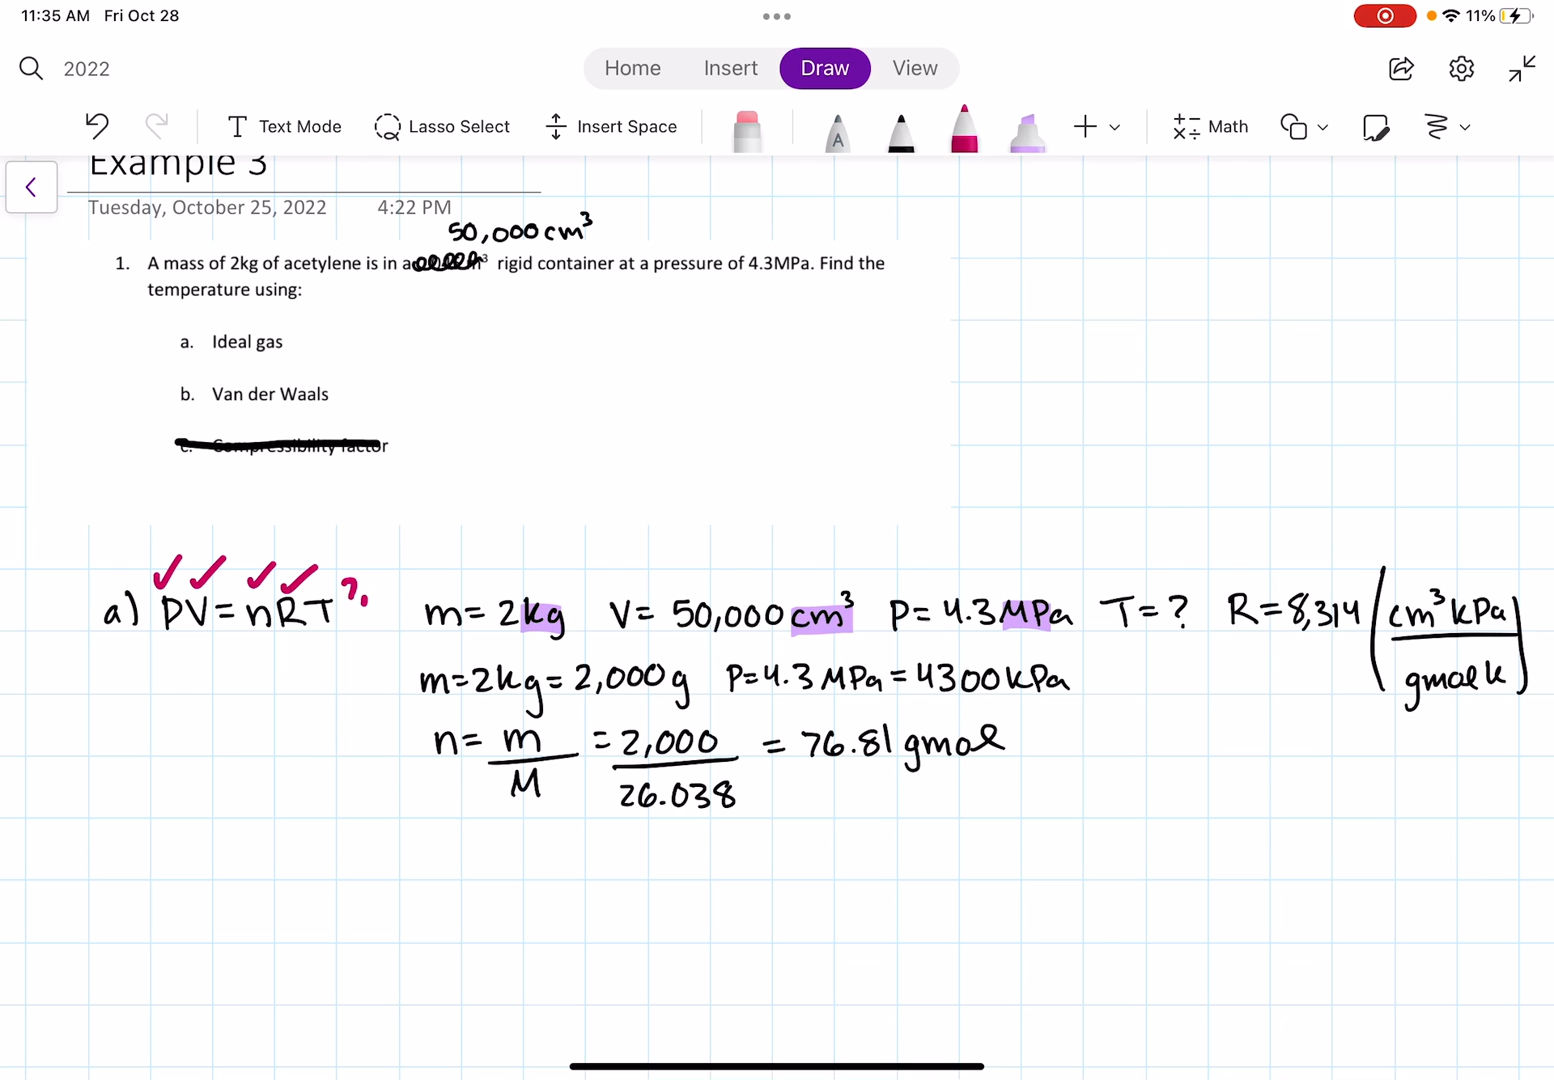 11:35 AM Fri Oct 28
11%
2022
Home Insert Draw View
Text Mode Lasso Select Insert Space A Math
Example 3
Tuesday, October 25, 2022 4:22 PM
50,000 cm³
1. A mass of 2kg of acetylene is in a m³ rigid container at a pressure of 4.3MPa. Find the
temperature using:
a. Ideal gas
b. Van der Waals
c. Compressibility factor
a) PV = nRT ? m = 2kg V = 50,000 cm³ P = 4.3MPa T = ? R = 8,314 (cm³ kPa / gmol k)
m = 2kg = 2,000g P = 4.3 MPa = 4300 kPa
n = m / M = 2,000 / 26.038 = 76.81 gmol